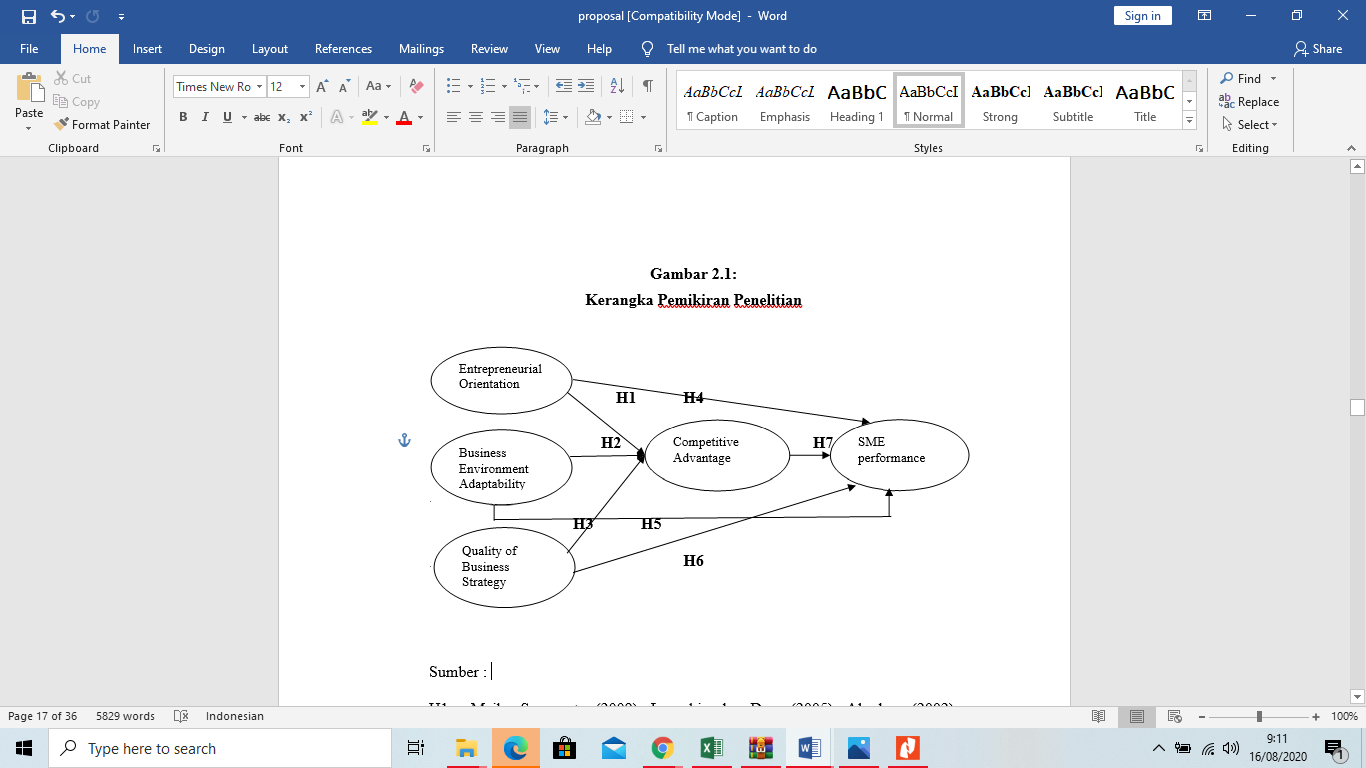 proposal [Compatibility Mode] - Word
Sign in
File Home Insert Design Layout References Mailings Review View Help Tell me what you want to do Share
Paste
Cut
Copy
Format Painter
Clipboard
Times New Ro 12
Font
Paragraph
AaBbCcL AaBbCcL AaBbC AaBbCcI AaBbCcI AaBbCcI AaBbC
¶ Caption Emphasis Heading 1 ¶ Normal Strong Subtitle Title
Styles
Find
Replace
Select
Editing
Gambar 2.1:
Kerangka Pemikiran Penelitian
Entrepreneurial
Orientation
H1 H4
Business
Environment
Adaptability
H2
Competitive
Advantage
H7
SME
performance
H3 H5
Quality of
Business
Strategy
H6
Sumber :
Page 17 of 36 5829 words Indonesian 100%
Type here to search
9:11
16/08/2020
1